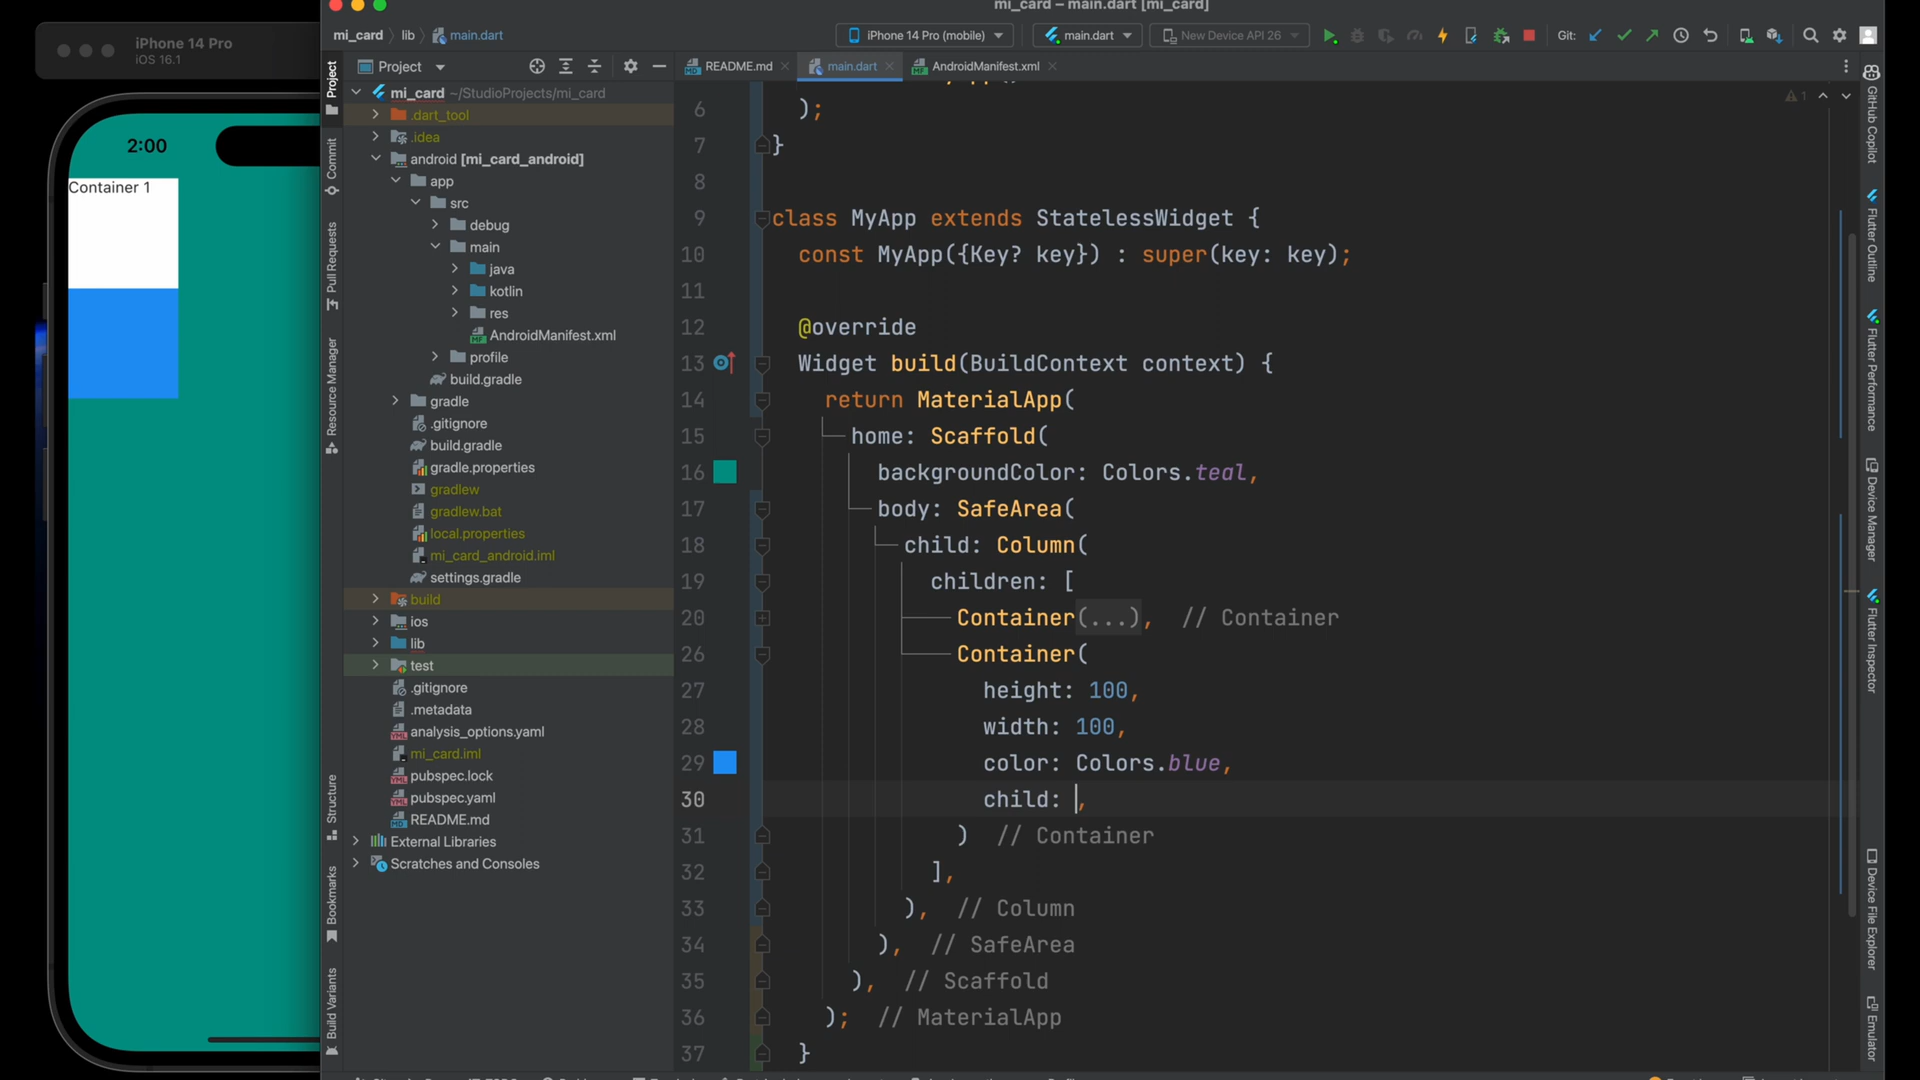 mi_card – main.dart [mi_card]
iPhone 14 Pro
iOS 16.1
2:00
Container 1
mi_card
lib
main.dart
iPhone 14 Pro (mobile)
main.dart
New Device API 26
Git:
Project
README.md
main.dart
AndroidManifest.xml
Project
Commit
Pull Requests
Resource Manager
Structure
Bookmarks
Build Variants
mi_card ~/StudioProjects/mi_card
.dart_tool
.idea
android [mi_card_android]
app
src
debug
main
java
kotlin
res
AndroidManifest.xml
profile
build.gradle
gradle
.gitignore
build.gradle
gradle.properties
gradlew
gradlew.bat
local.properties
mi_card_android.iml
settings.gradle
build
ios
lib
test
.gitignore
.metadata
analysis_options.yaml
mi_card.iml
pubspec.lock
pubspec.yaml
README.md
External Libraries
Scratches and Consoles
1
6 );
7 }
8
9 class MyApp extends StatelessWidget {
10 const MyApp({Key? key}) : super(key: key);
11
12 @override
13 Widget build(BuildContext context) {
14 return MaterialApp(
15 home: Scaffold(
16 backgroundColor: Colors.teal,
17 body: SafeArea(
18 child: Column(
19 children: [
20 Container(...), // Container
26 Container(
27 height: 100,
28 width: 100,
29 color: Colors.blue,
30 child: ,
31 ) // Container
32 ],
33 ), // Column
34 ), // SafeArea
35 ), // Scaffold
36 ); // MaterialApp
37 }
GitHub Copilot
Flutter Outline
Flutter Performance
Device Manager
Flutter Inspector
Device File Explorer
Emulator